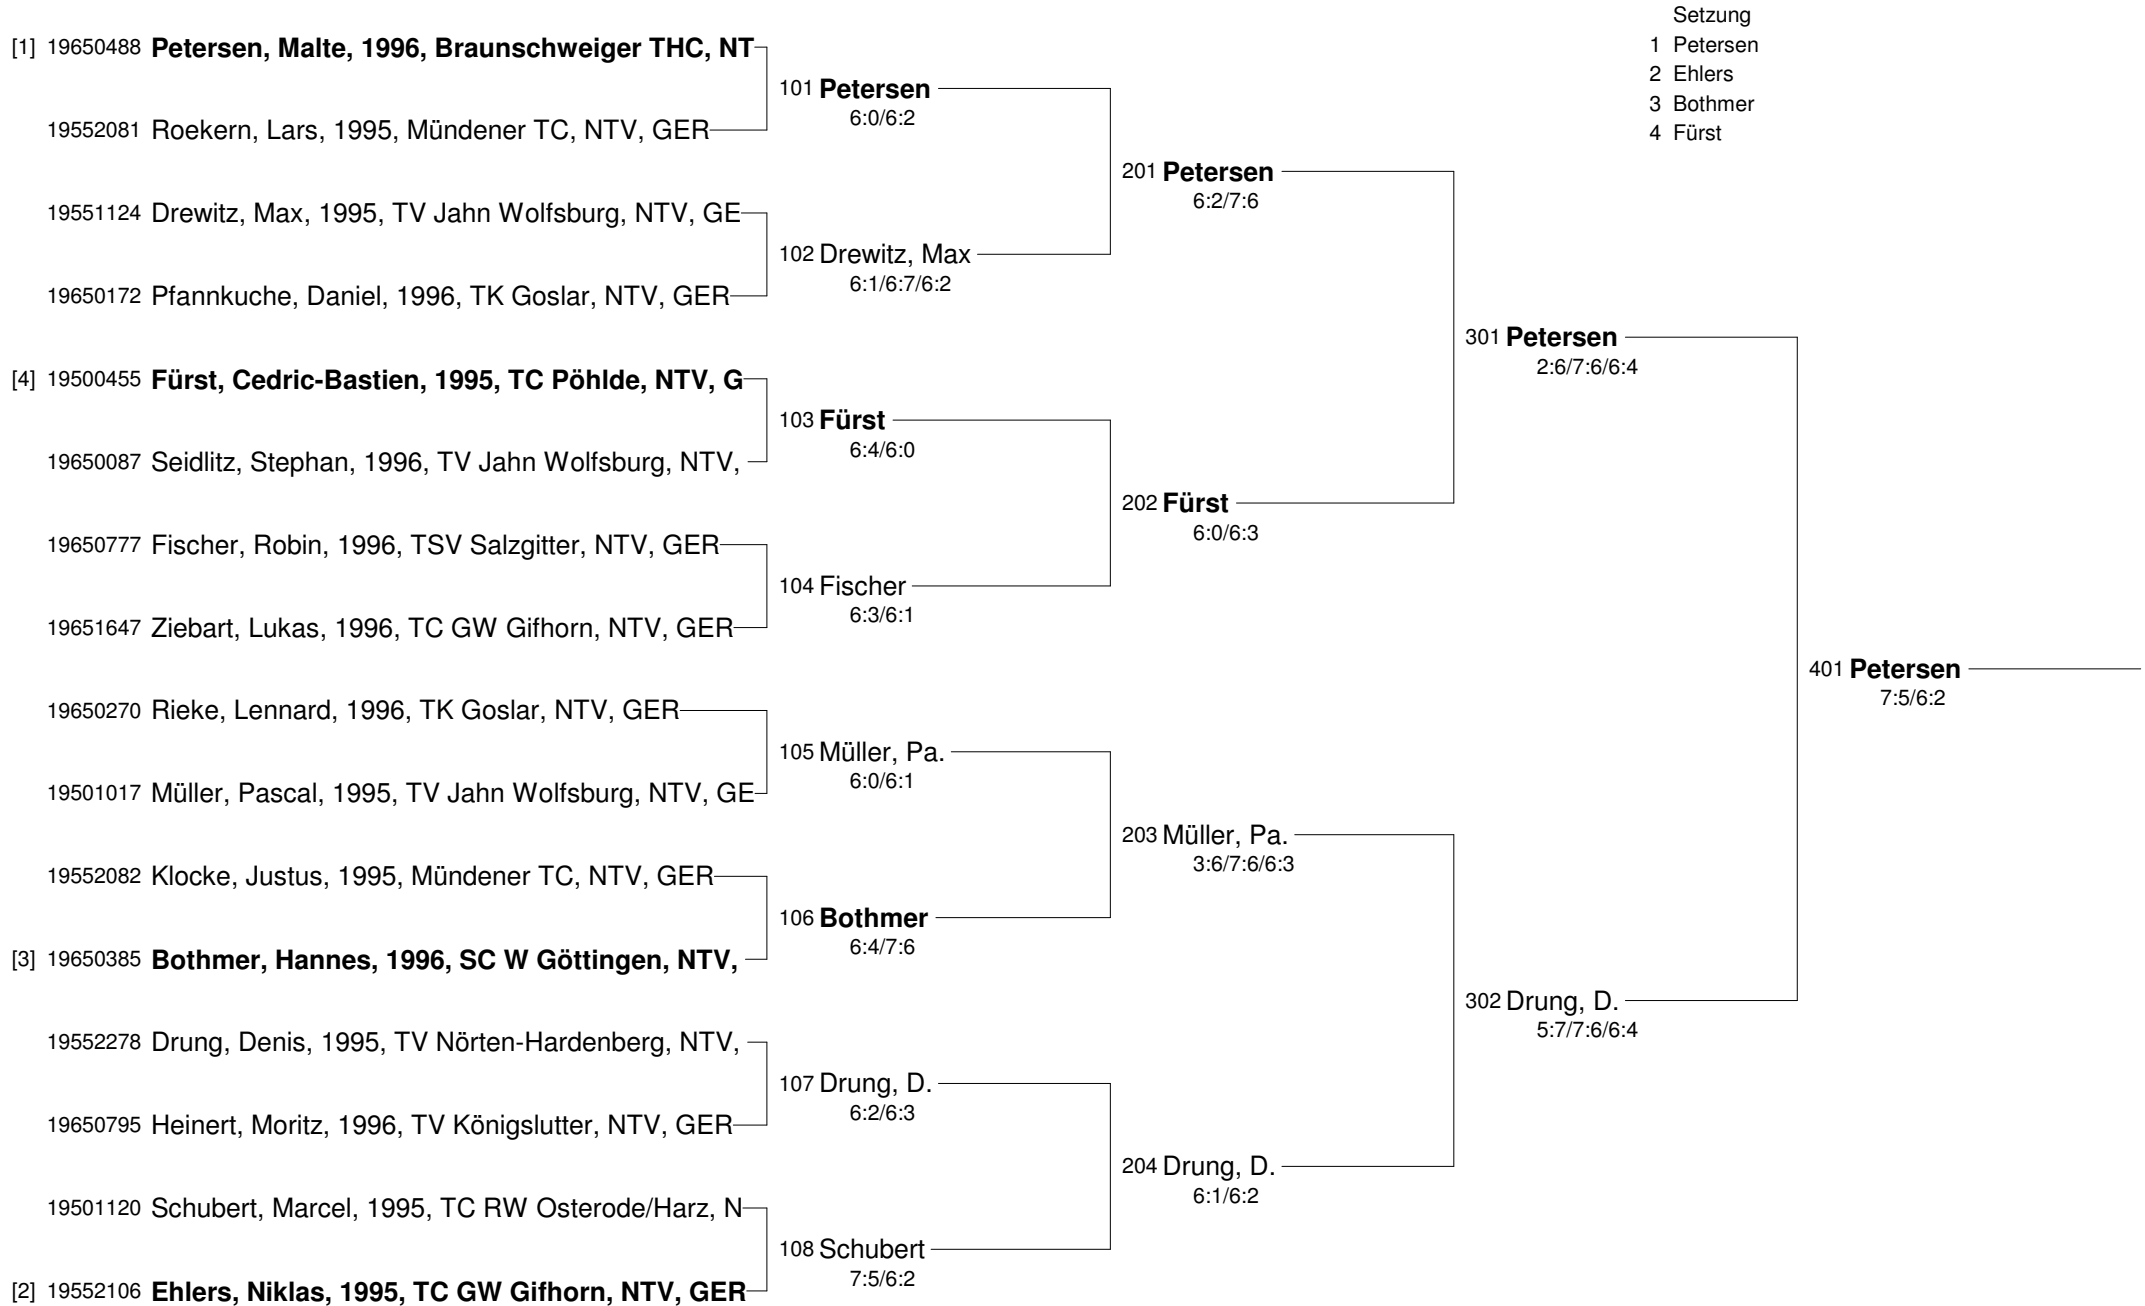 Setzung
1 Petersen
2 Ehlers
3 Bothmer
4 Fürst
[1] 19650488 Petersen, Malte, 1996, Braunschweiger THC, NT
101 Petersen
6:0/6:2
19552081 Roekern, Lars, 1995, Mündener TC, NTV, GER
201 Petersen
6:2/7:6
19551124 Drewitz, Max, 1995, TV Jahn Wolfsburg, NTV, GE
102 Drewitz, Max
6:1/6:7/6:2
19650172 Pfannkuche, Daniel, 1996, TK Goslar, NTV, GER
301 Petersen
2:6/7:6/6:4
[4] 19500455 Fürst, Cedric-Bastien, 1995, TC Pöhlde, NTV, G
103 Fürst
6:4/6:0
19650087 Seidlitz, Stephan, 1996, TV Jahn Wolfsburg, NTV,
202 Fürst
6:0/6:3
19650777 Fischer, Robin, 1996, TSV Salzgitter, NTV, GER
104 Fischer
6:3/6:1
19651647 Ziebart, Lukas, 1996, TC GW Gifhorn, NTV, GER
401 Petersen
7:5/6:2
19650270 Rieke, Lennard, 1996, TK Goslar, NTV, GER
105 Müller, Pa.
6:0/6:1
19501017 Müller, Pascal, 1995, TV Jahn Wolfsburg, NTV, GE
203 Müller, Pa.
3:6/7:6/6:3
19552082 Klocke, Justus, 1995, Mündener TC, NTV, GER
106 Bothmer
6:4/7:6
[3] 19650385 Bothmer, Hannes, 1996, SC W Göttingen, NTV,
302 Drung, D.
5:7/7:6/6:4
19552278 Drung, Denis, 1995, TV Nörten-Hardenberg, NTV,
107 Drung, D.
6:2/6:3
19650795 Heinert, Moritz, 1996, TV Königslutter, NTV, GER
204 Drung, D.
6:1/6:2
19501120 Schubert, Marcel, 1995, TC RW Osterode/Harz, N
108 Schubert
7:5/6:2
[2] 19552106 Ehlers, Niklas, 1995, TC GW Gifhorn, NTV, GER